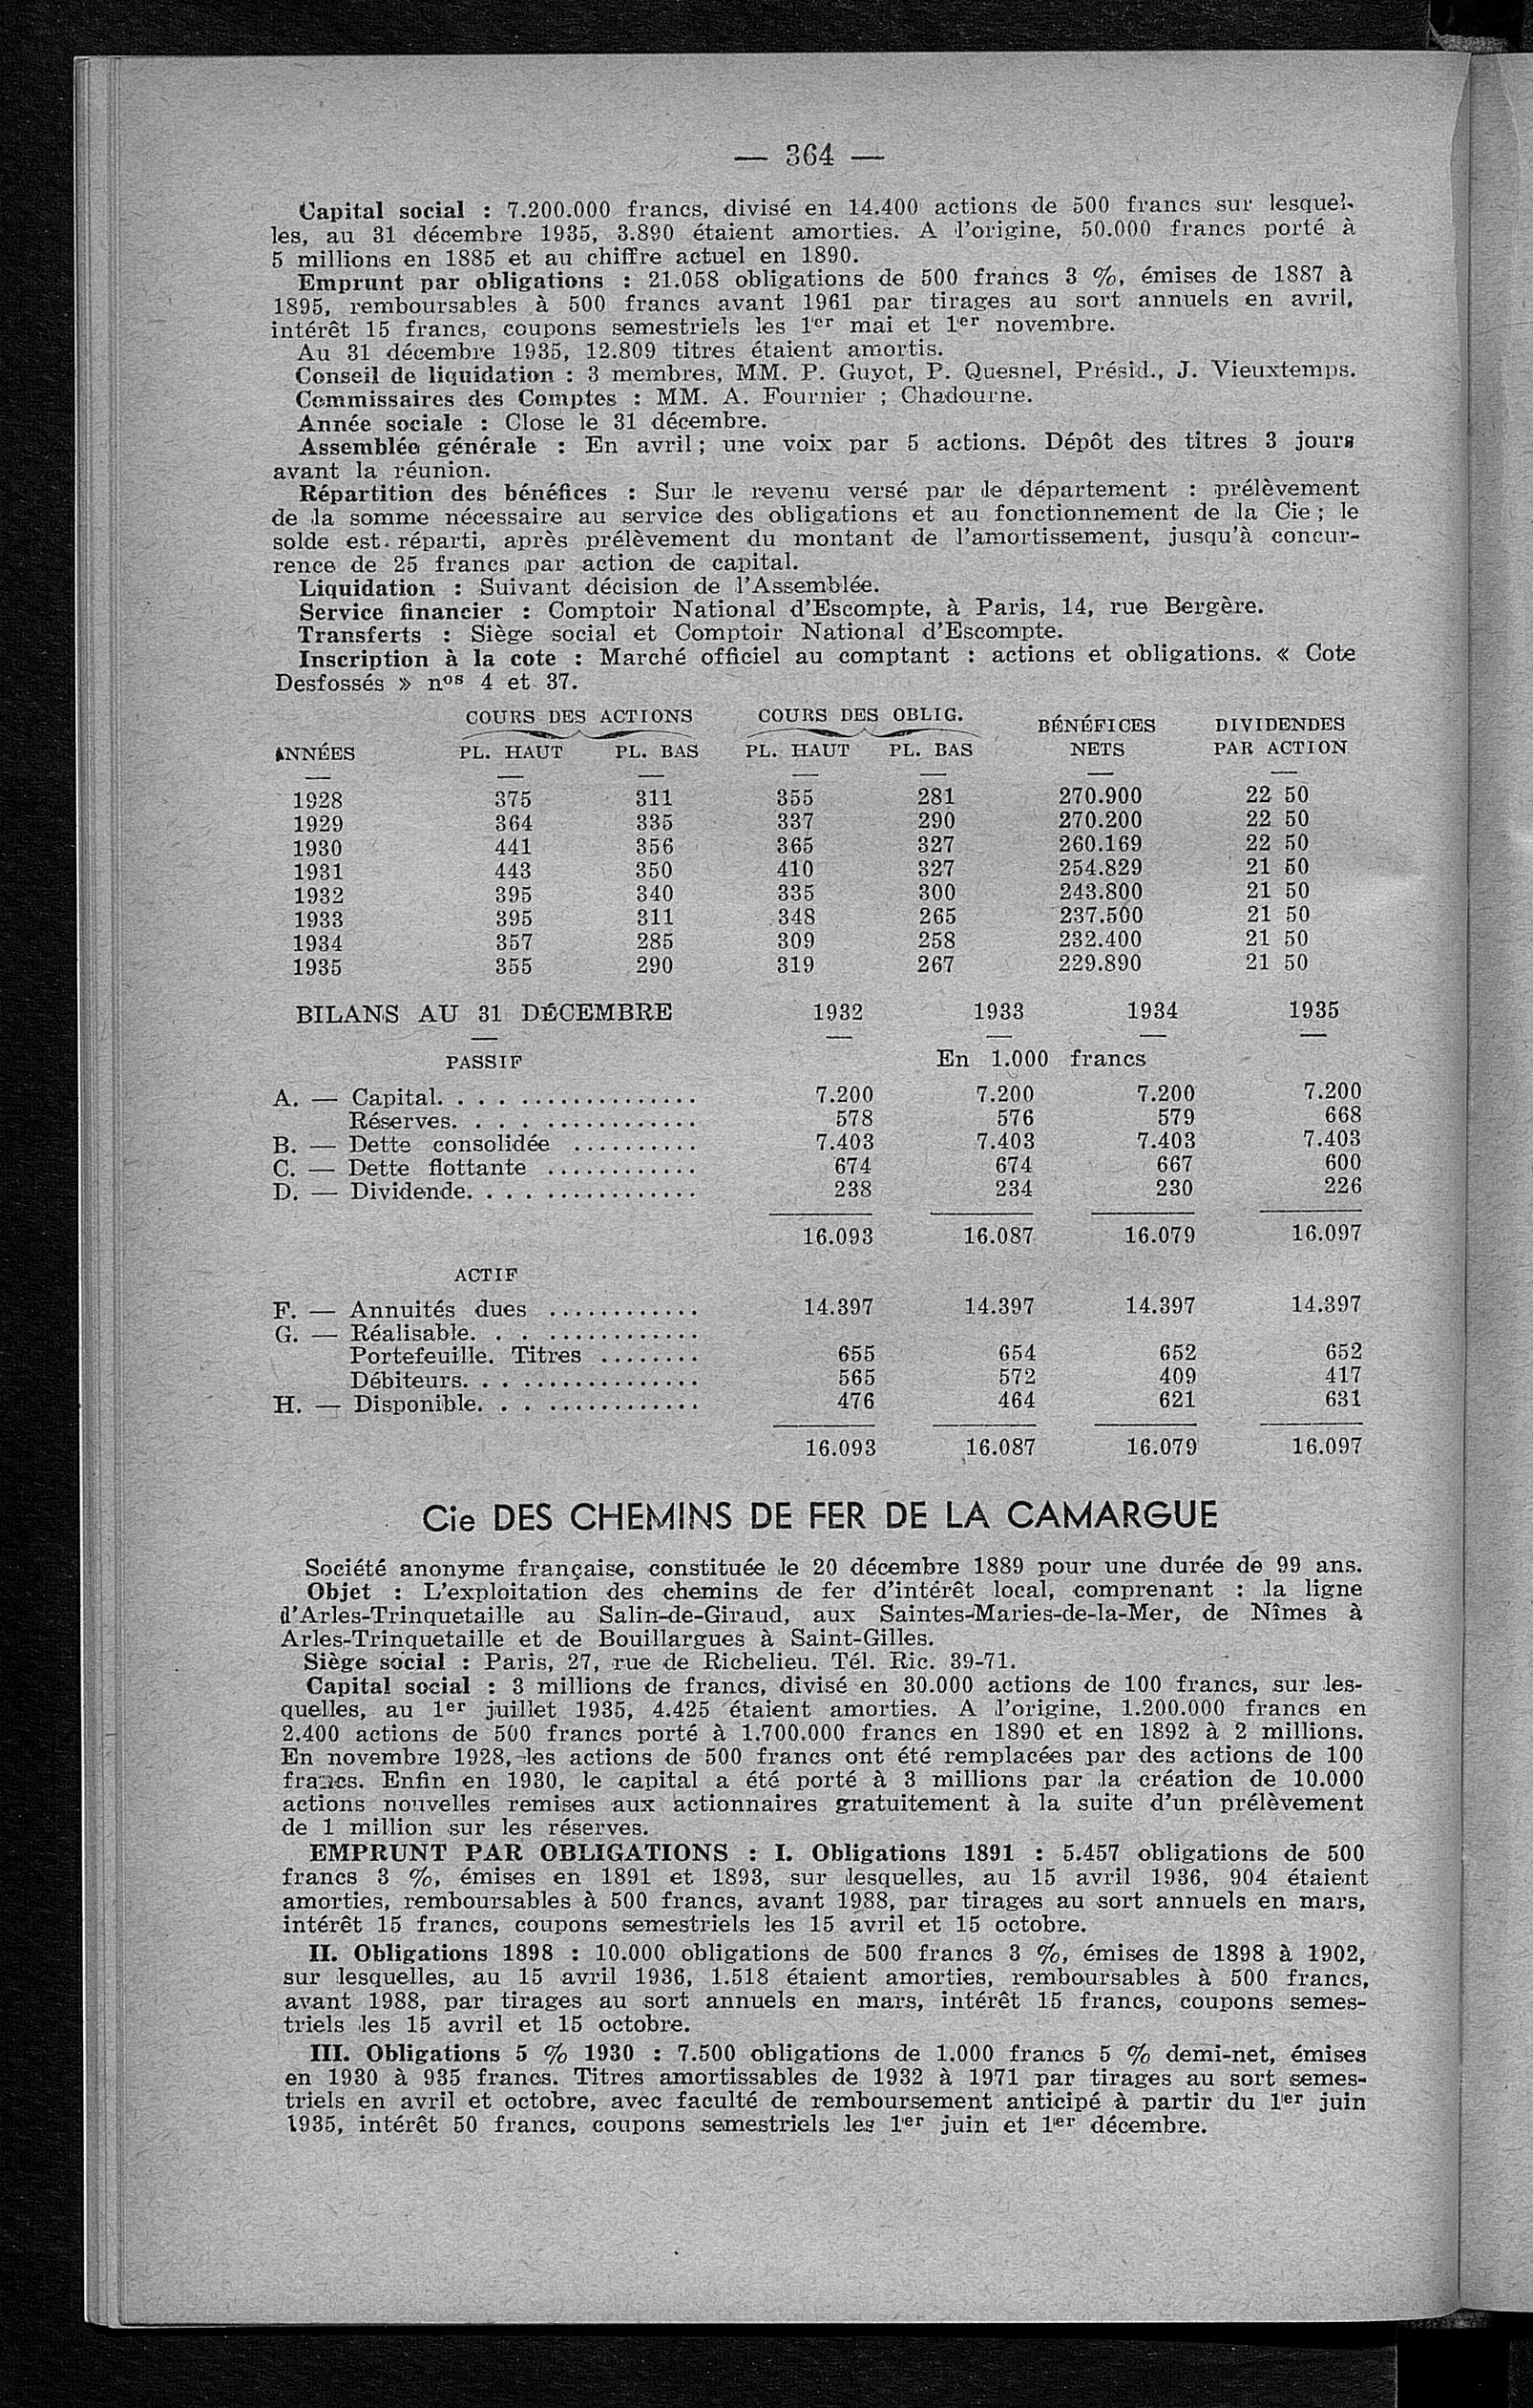 — 364 —
Capital social : 7.200.000 francs, divisé en 14.400 actions de 500 francs sur lesquel-
les, au 31 décembre 1935, 3.890 étaient amorties. A l'origine, 50.000 francs porté à
5 millions en 1885 et au chiffre actuel en 1890.
Emprunt par obligations : 21.058 obligations de 500 francs 3 %, émises de 1887 à
1895, remboursables à 500 francs avant 1961 par tirages au sort annuels en avril,
intérêt 15 francs, coupons semestriels les 1er mai et 1er novembre.
Au 31 décembre 1935, 12.809 titres étaient amortis.
Conseil de liquidation : 3 membres, MM. P. Guyot, P. Quesnel, Présid., J. Vieuxtemps.
Commissaires des Comptes : MM. A. Fournier ; Chadourne.
Année sociale : Close le 31 décembre.
Assemblée générale : En avril ; une voix par 5 actions. Dépôt des titres 3 jours
avant la réunion.
Répartition des bénéfices : Sur le revenu versé par le département : prélèvement
de la somme nécessaire au service des obligations et au fonctionnement de la Cie ; le
solde est réparti, après prélèvement du montant de l'amortissement, jusqu'à concur-
rence de 25 francs par action de capital.
Liquidation : Suivant décision de l'Assemblée.
Service financier : Comptoir National d'Escompte, à Paris, 14, rue Bergère.
Transferts : Siège social et Comptoir National d'Escompte.
Inscription à la cote : Marché officiel au comptant : actions et obligations. « Cote
Desfossés » nos 4 et 37.
COURS DES ACTIONS COURS DES OBLIG. BÉNÉFICES DIVIDENDES
ANNÉES PL. HAUT PL. BAS PL. HAUT PL. BAS NETS PAR ACTION
1928 375 311 355 281 270.900 22 50
1929 364 335 337 290 270.200 22 50
1930 441 356 365 327 260.169 22 50
1931 443 350 410 327 254.829 21 50
1932 395 340 335 300 243.800 21 50
1933 395 311 348 265 237.500 21 50
1934 357 285 309 258 232.400 21 50
1935 355 290 319 267 229.890 21 50
BILANS AU 31 DÉCEMBRE 1932 1933 1934 1935
PASSIF En 1.000 francs
A. — Capital. . . . . . . . . . . . . . . . . . 7.200 7.200 7.200 7.200
Réserves. . . . . . . . . . . . . . . . . 578 576 579 668
B. — Dette consolidée . . . . . . . . . . 7.403 7.403 7.403 7.403
C. — Dette flottante . . . . . . . . . . . . 674 674 667 600
D. — Dividende. . . . . . . . . . . . . . . . 238 234 230 226
16.093 16.087 16.079 16.097
ACTIF
F. — Annuités dues . . . . . . . . . . . . 14.397 14.397 14.397 14.397
G. — Réalisable. . . . . . . . . . . . . . .
Portefeuille. Titres . . . . . . . . 655 654 652 652
Débiteurs. . . . . . . . . . . . . . . . . 565 572 409 417
H. — Disponible. . . . . . . . . . . . . . . 476 464 621 631
16.093 16.087 16.079 16.097
Cie DES CHEMINS DE FER DE LA CAMARGUE
Société anonyme française, constituée le 20 décembre 1889 pour une durée de 99 ans.
Objet : L'exploitation des chemins de fer d'intérêt local, comprenant : la ligne
d'Arles-Trinquetaille au Salin-de-Giraud, aux Saintes-Maries-de-la-Mer, de Nîmes à
Arles-Trinquetaille et de Bouillargues à Saint-Gilles.
Siège social : Paris, 27, rue de Richelieu. Tél. Ric. 39-71.
Capital social : 3 millions de francs, divisé en 30.000 actions de 100 francs, sur les-
quelles, au 1er juillet 1935, 4.425 étaient amorties. A l'origine, 1.200.000 francs en
2.400 actions de 500 francs porté à 1.700.000 francs en 1890 et en 1892 à 2 millions.
En novembre 1928, les actions de 500 francs ont été remplacées par des actions de 100
francs. Enfin en 1930, le capital a été porté à 3 millions par la création de 10.000
actions nouvelles remises aux actionnaires gratuitement à la suite d'un prélèvement
de 1 million sur les réserves.
EMPRUNT PAR OBLIGATIONS : I. Obligations 1891 : 5.457 obligations de 500
francs 3 %, émises en 1891 et 1893, sur lesquelles, au 15 avril 1936, 904 étaient
amorties, remboursables à 500 francs, avant 1988, par tirages au sort annuels en mars,
intérêt 15 francs, coupons semestriels les 15 avril et 15 octobre.
II. Obligations 1898 : 10.000 obligations de 500 francs 3 %, émises de 1898 à 1902,
sur lesquelles, au 15 avril 1936, 1.518 étaient amorties, remboursables à 500 francs,
avant 1988, par tirages au sort annuels en mars, intérêt 15 francs, coupons semes-
triels les 15 avril et 15 octobre.
III. Obligations 5 % 1930 : 7.500 obligations de 1.000 francs 5 % demi-net, émises
en 1930 à 935 francs. Titres amortissables de 1932 à 1971 par tirages au sort semes-
triels en avril et octobre, avec faculté de remboursement anticipé à partir du 1er juin
1935, intérêt 50 francs, coupons semestriels les 1er juin et 1er décembre.